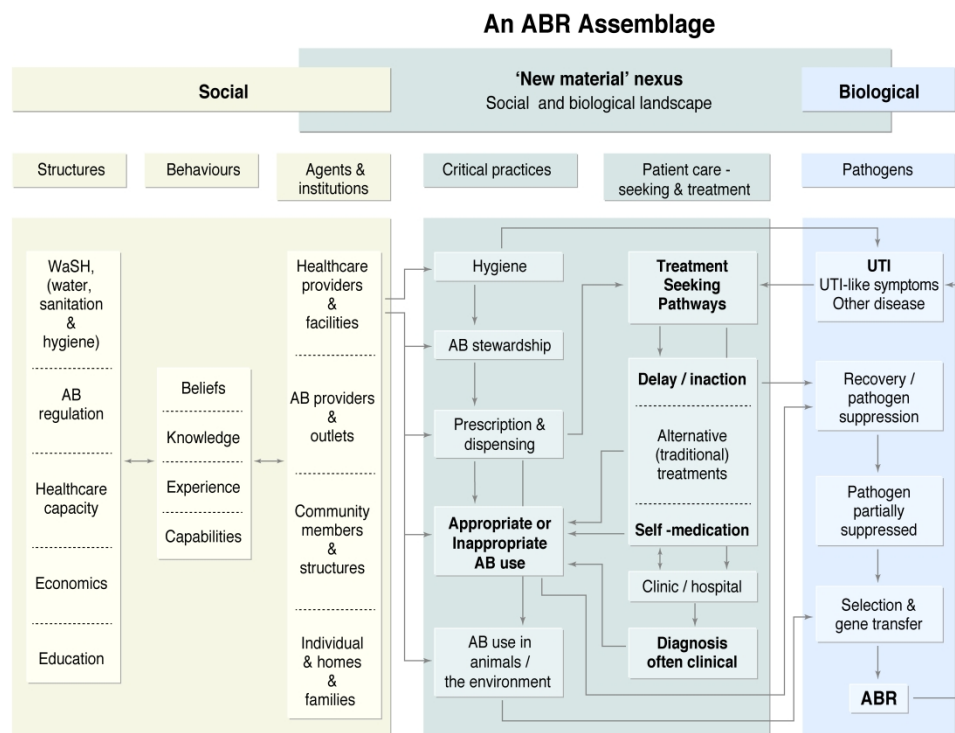 An ABR Assemblage
Social
‘New material’ nexus
Social and biological landscape
Biological
Structures
Behaviours
Agents &
institutions
Critical practices
Patient care -
seeking & treatment
Pathogens
WaSH,
(water,
sanitation
&
hygiene)
AB
regulation
Healthcare
capacity
Economics
Education
Beliefs
Knowledge
Experience
Capabilities
Healthcare
providers
&
facilities
AB providers
&
outlets
Community
members
&
structures
Individual
& homes
&
families
Hygiene
AB stewardship
Prescription &
dispensing
Appropriate or
Inappropriate
AB use
AB use in
animals /
the environment
Treatment
Seeking
Pathways
Delay / inaction
Alternative
(traditional)
treatments
Self -medication
Clinic / hospital
Diagnosis
often clinical
UTI
UTI-like symptoms
Other disease
Recovery /
pathogen
suppression
Pathogen
partially
suppressed
Selection &
gene transfer
ABR